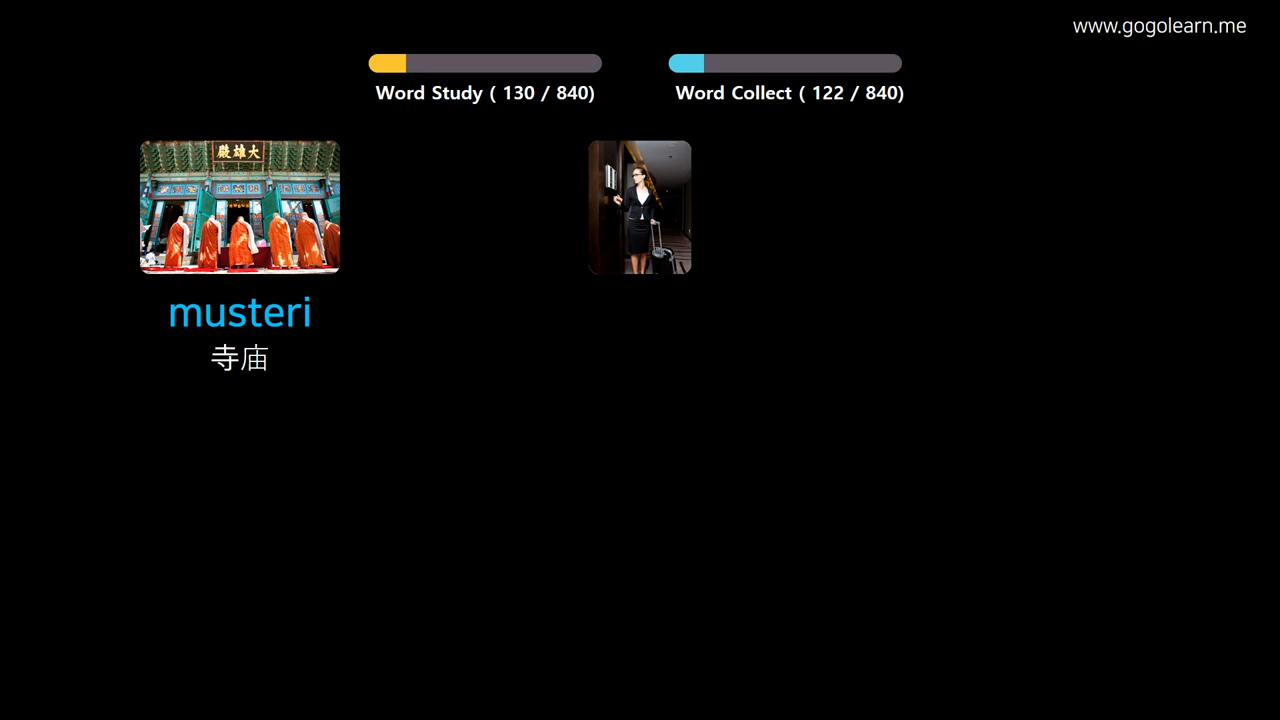 www.gogolearn.me
Word Study ( 130 / 840)
Word Collect ( 122 / 840)
殿雄大
musteri
寺庙